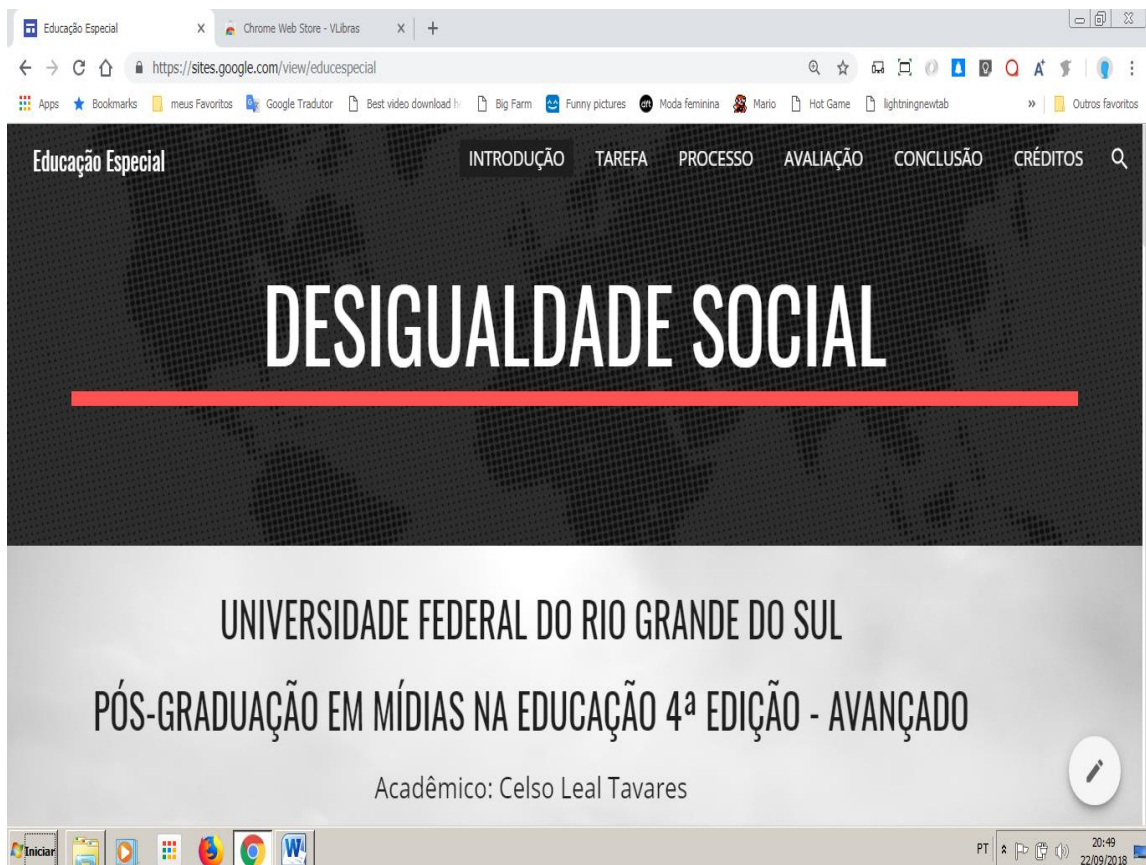 Educação Especial
Chrome Web Store - VLibras
https://sites.google.com/view/educespecial
Apps Bookmarks meus Favoritos Google Tradutor Best video download h Big Farm Funny pictures Moda feminina Mario Hot Game lightningnewtab » Outros favoritos
Educação Especial INTRODUÇÃO TAREFA PROCESSO AVALIAÇÃO CONCLUSÃO CRÉDITOS
DESIGUALDADE SOCIAL
UNIVERSIDADE FEDERAL DO RIO GRANDE DO SUL
PÓS-GRADUAÇÃO EM MÍDIAS NA EDUCAÇÃO 4ª EDIÇÃO - AVANÇADO
Acadêmico: Celso Leal Tavares
Iniciar PT 20:49
22/09/2018